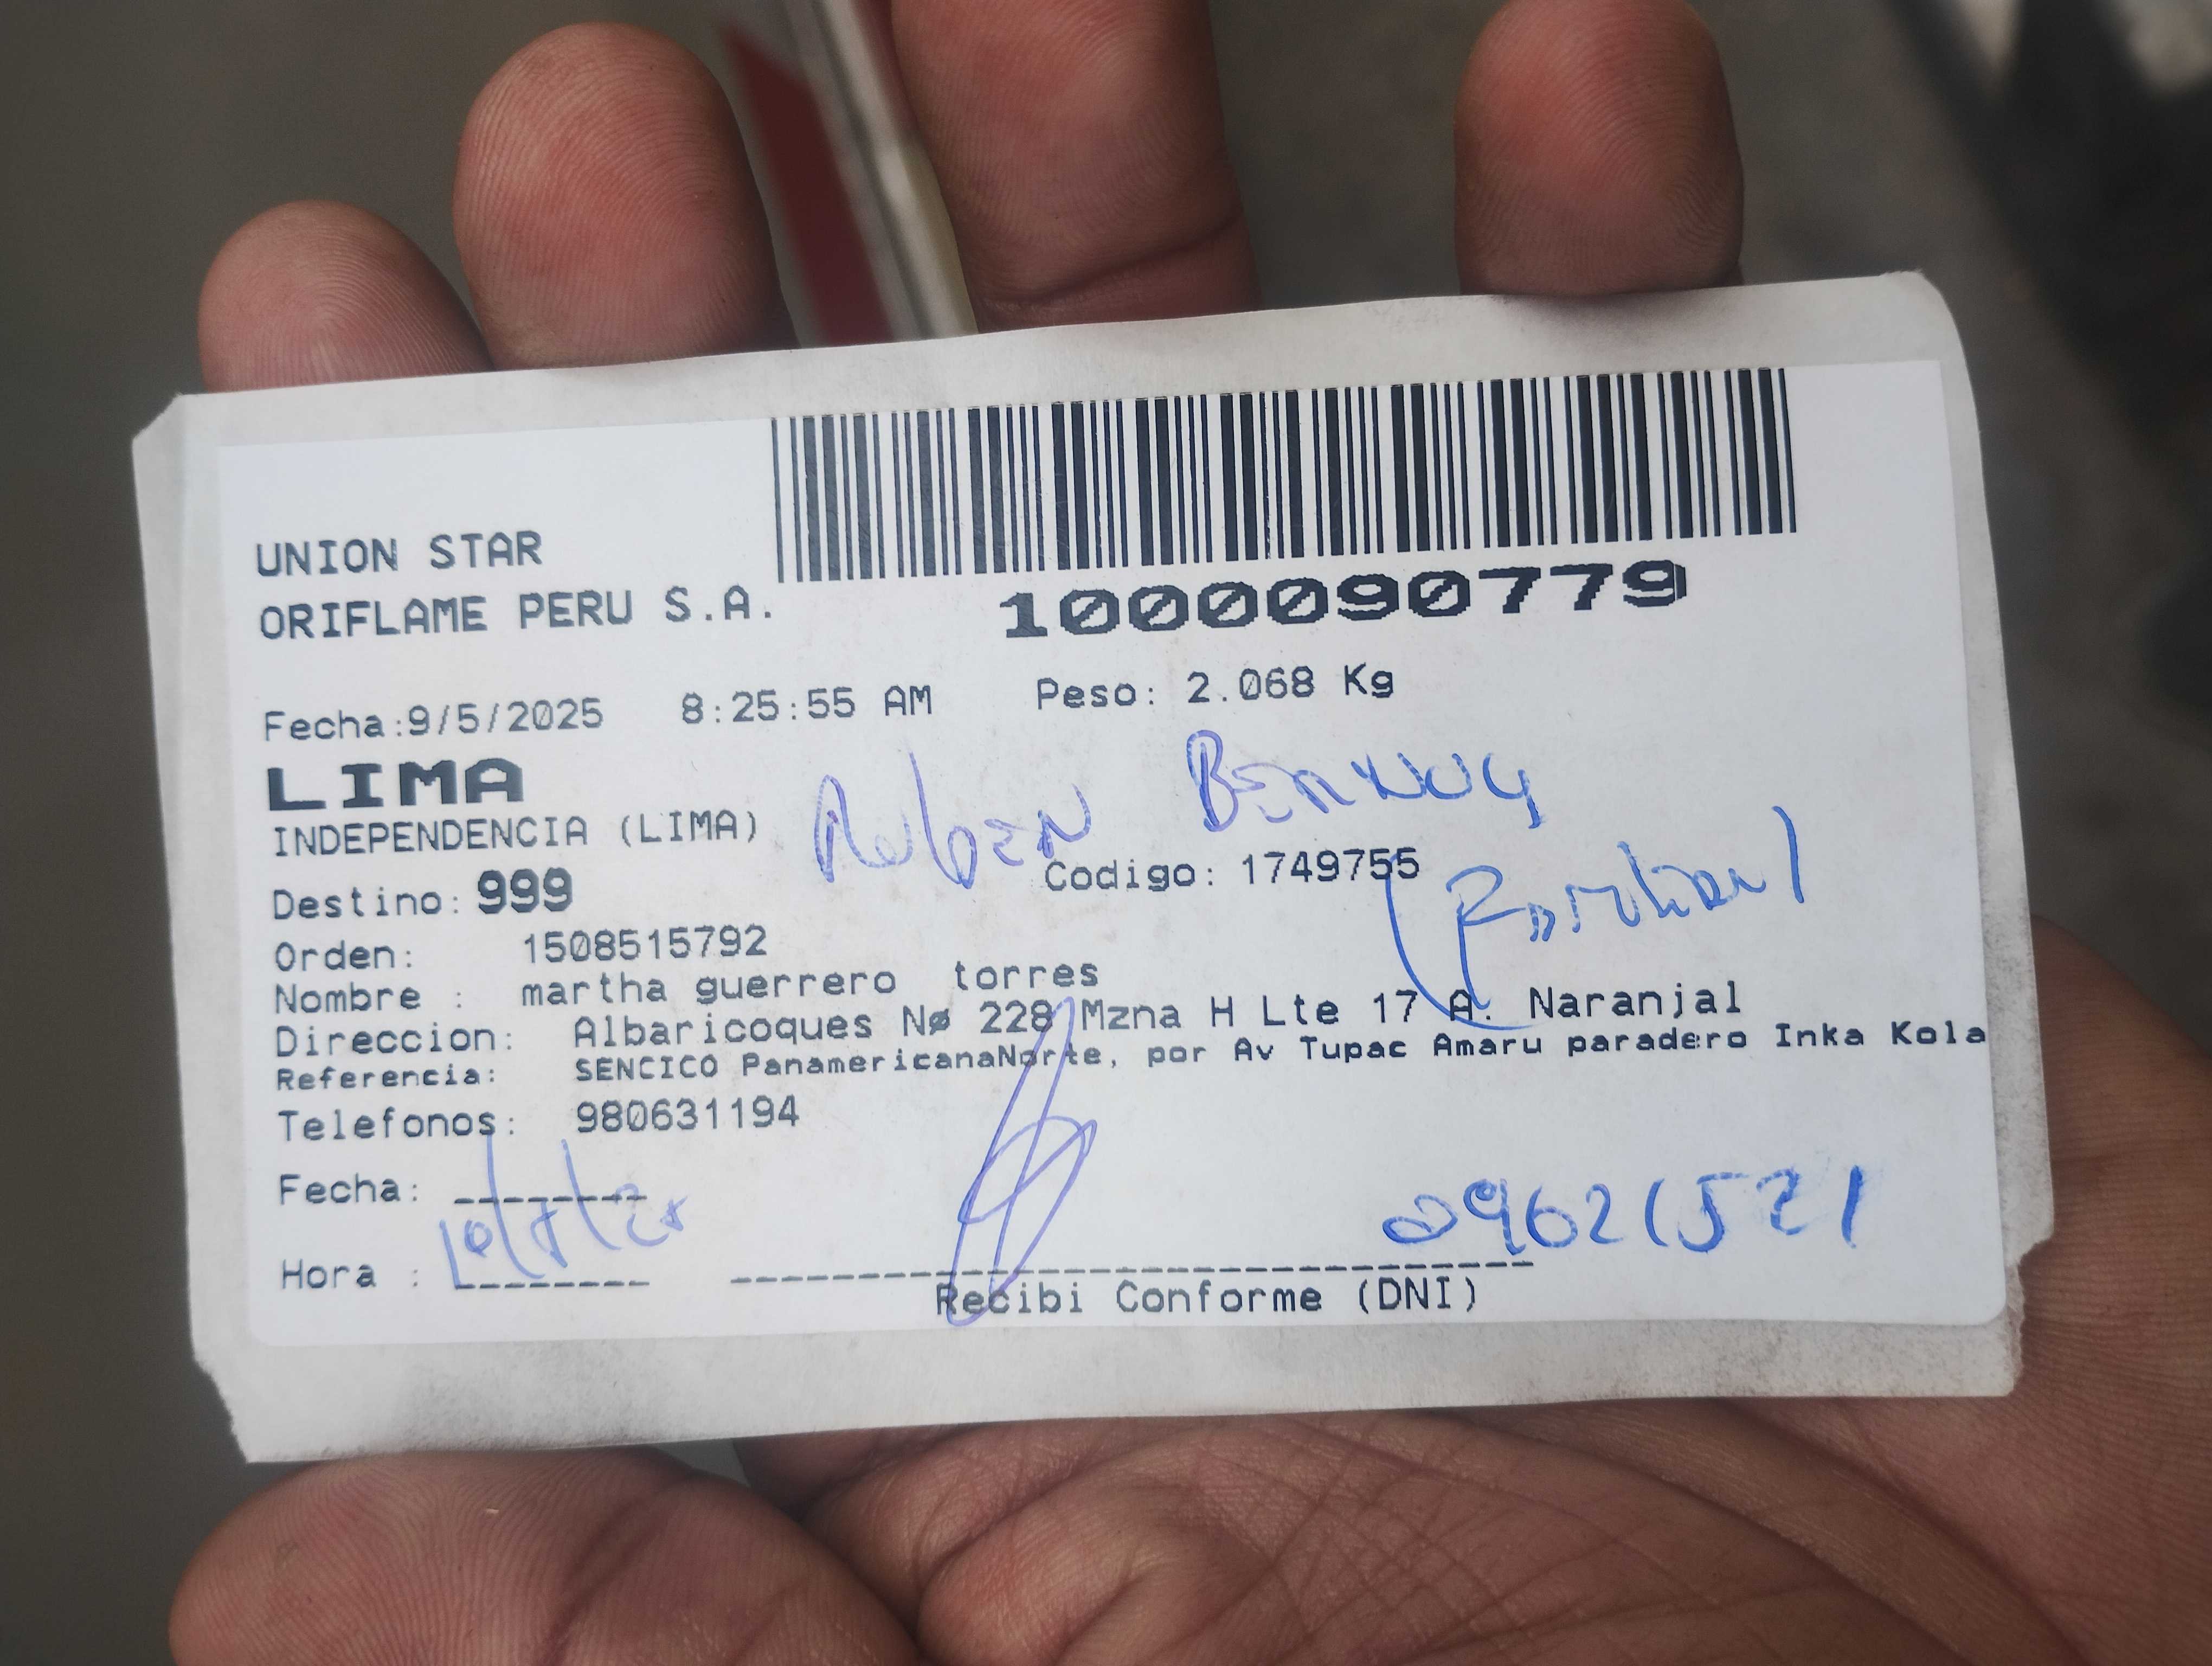 UNION STAR
ORIFLAME PERU S.A.
1000090779
Fecha:9/5/2025 8:25:55 AM Peso: 2.068 Kg
LIMA
INDEPENDENCIA (LIMA)
Ruben
Codigo: 1749755
Destino: 999
Orden: 1508515792
Nombre : martha guerrero torres
Direccion: Albaricoques Nø 228 Mzna H Lte 17 A. Naranjal
Referencia: SENCICO PanamericanaNorte, por Av Tupac Amaru paradero Inka Kola
Telefonos: 980631194
Fecha:
09621521
Hora :
Recibi Conforme (DNI)